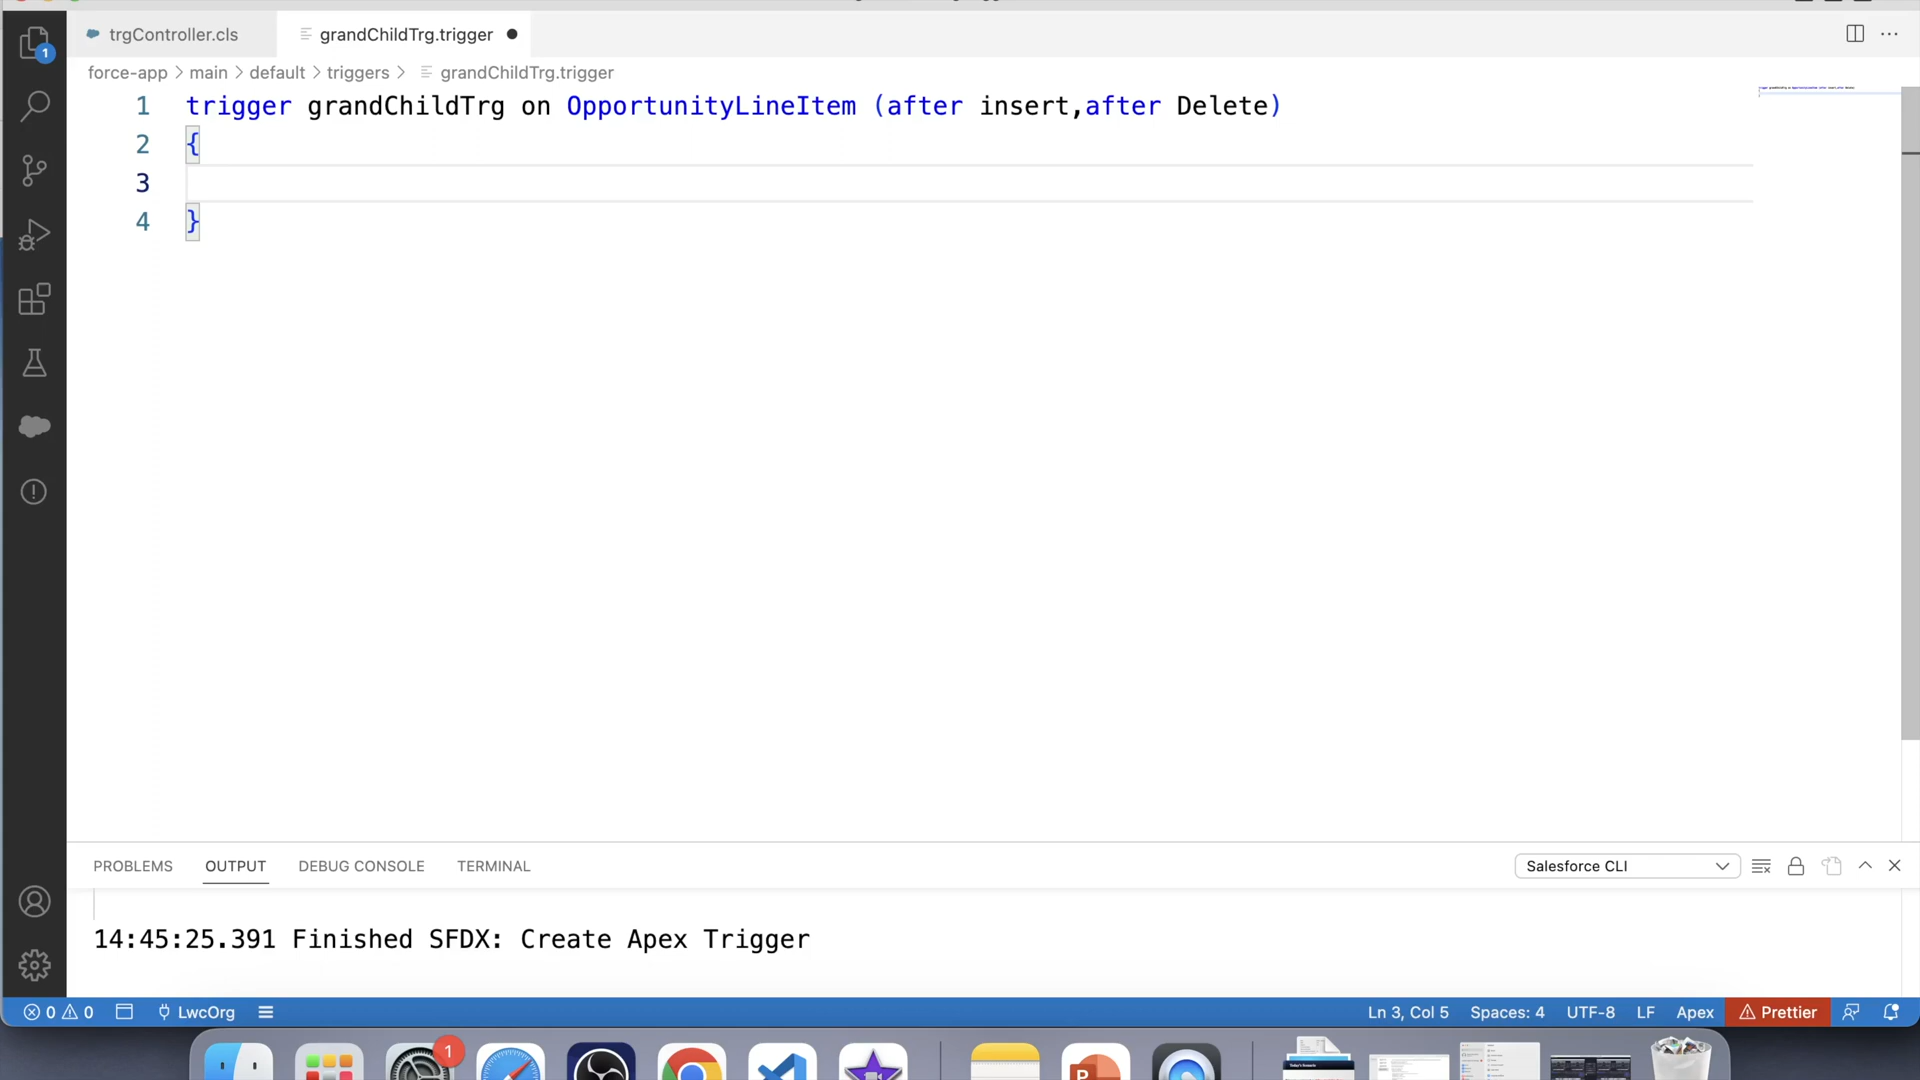 trgController.cls
grandChildTrg.trigger
1
force-app > main > default > triggers > grandChildTrg.trigger
1 trigger grandChildTrg on OpportunityLineItem (after insert,after Delete)
2 {
3
4 }
PROBLEMS OUTPUT DEBUG CONSOLE TERMINAL
Salesforce CLI
14:45:25.391 Finished SFDX: Create Apex Trigger
0 0 LwcOrg
Ln 3, Col 5 Spaces: 4 UTF-8 LF Apex Prettier
1
P